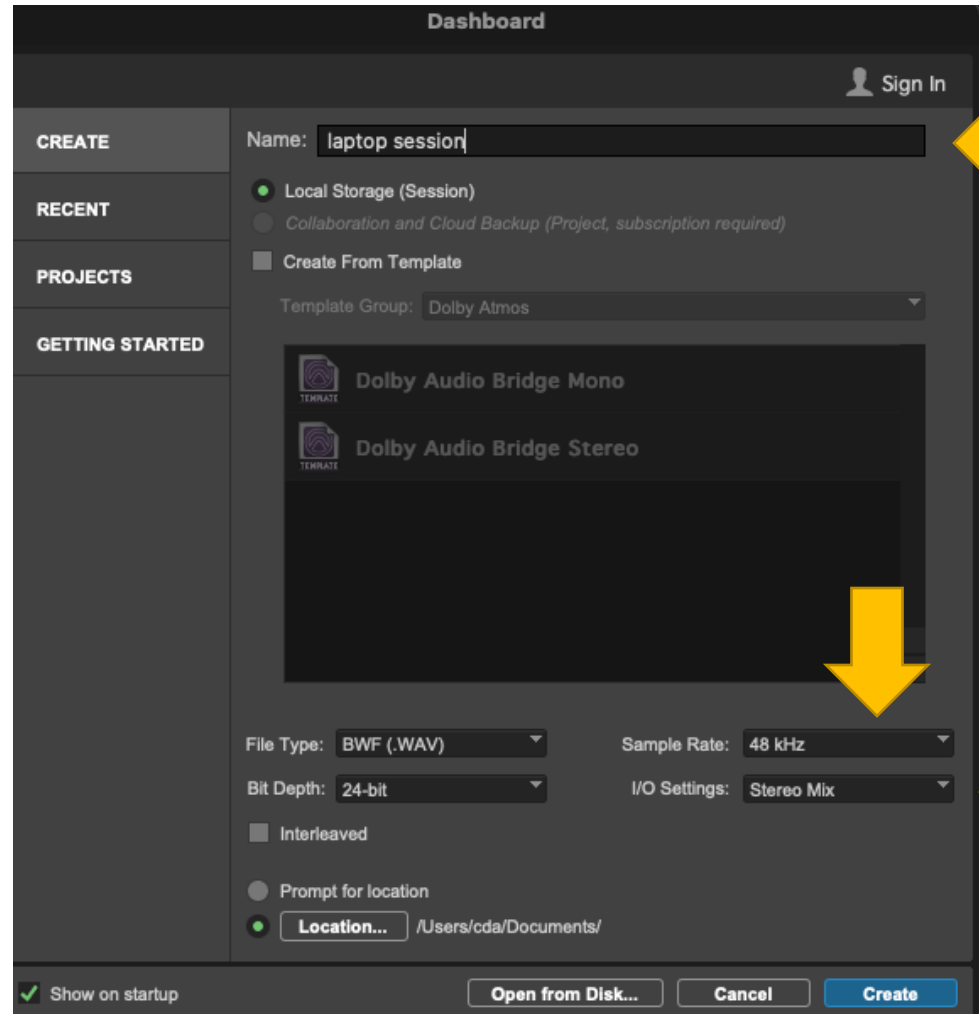 Dashboard
Sign In
CREATE
RECENT
PROJECTS
GETTING STARTED
Name: laptop session
Local Storage (Session)
Collaboration and Cloud Backup (Project, subscription required)
Create From Template
Template Group: Dolby Atmos
TEMPLATE
Dolby Audio Bridge Mono
TEMPLATE
Dolby Audio Bridge Stereo
File Type: BWF (.WAV) Sample Rate: 48 kHz
Bit Depth: 24-bit I/O Settings: Stereo Mix
Interleaved
Prompt for location
Location... /Users/cda/Documents/
Show on startup Open from Disk... Cancel Create